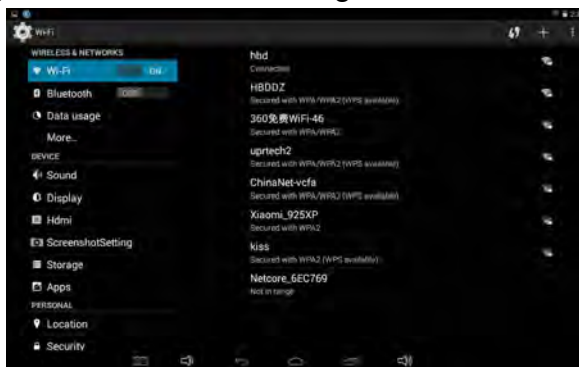 Wi-Fi
WIRELESS & NETWORKS
Wi-Fi
Bluetooth
Data usage
More...
DEVICE
Sound
Display
Hdmi
ScreenshotSetting
Storage
Apps
PERSONAL
Location
Security
hbd
Connected
HBDDZ
Secured with WPA/WPA2 (WPS available)
360免费WiFi-46
Secured with WPA/WPA2
uprtech2
Secured with WPA/WPA2 (WPS available)
ChinaNet-vcfa
Secured with WPA/WPA2 (WPS available)
Xiaomi_925XP
Secured with WPA2
kiss
Secured with WPA2 (WPS available)
Netcore_6EC769
Not in range